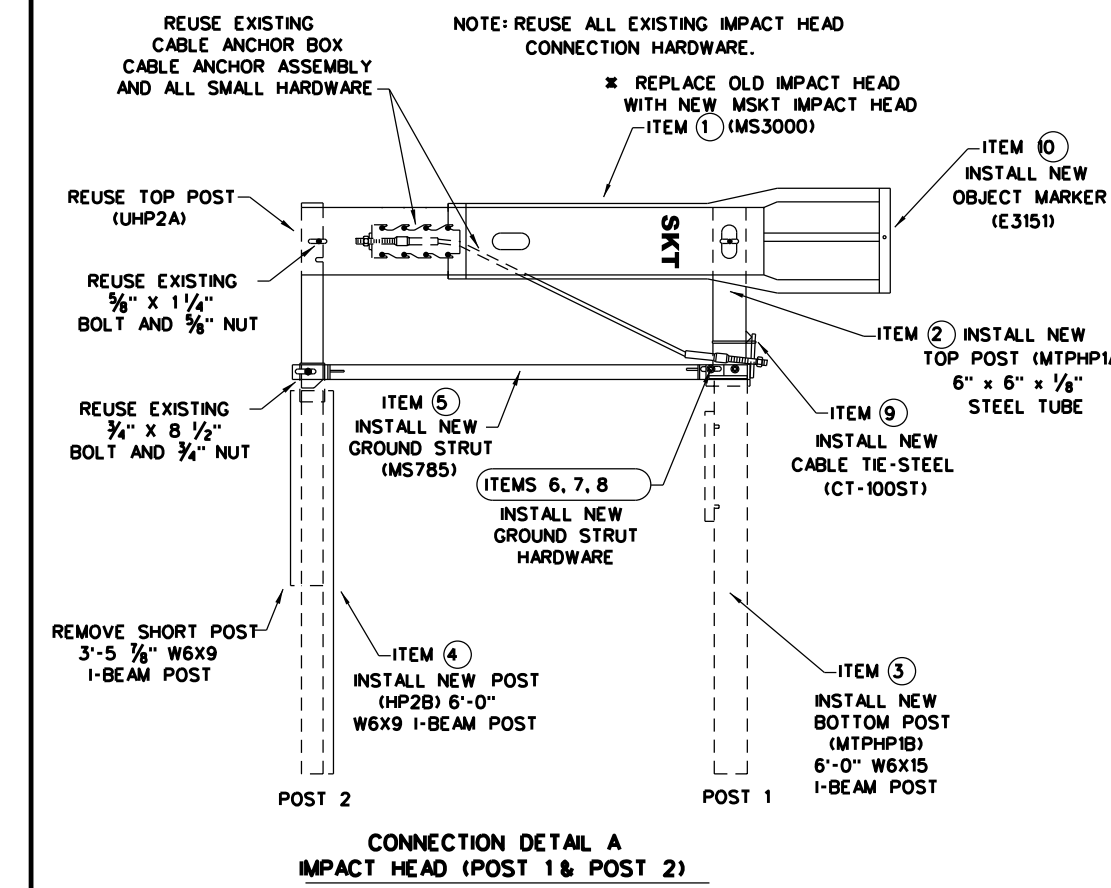 REUSE EXISTING
CABLE ANCHOR BOX
CABLE ANCHOR ASSEMBLY
AND ALL SMALL HARDWARE
NOTE: REUSE ALL EXISTING IMPACT HEAD
CONNECTION HARDWARE.
* REPLACE OLD IMPACT HEAD
WITH NEW MSKT IMPACT HEAD
ITEM 1 (MS3000)
ITEM 10
INSTALL NEW
OBJECT MARKER
(E3151)
REUSE TOP POST
(UHP2A)
SKT
REUSE EXISTING
5/8" X 1 1/4"
BOLT AND 5/8" NUT
ITEM 2 INSTALL NEW
TOP POST (MTPHP1A
6" x 6" x 1/8"
STEEL TUBE
REUSE EXISTING
3/4" X 8 1/2"
BOLT AND 3/4" NUT
ITEM 5
INSTALL NEW
GROUND STRUT
(MS785)
ITEM 9
INSTALL NEW
CABLE TIE-STEEL
(CT-100ST)
ITEMS 6, 7, 8
INSTALL NEW
GROUND STRUT
HARDWARE
REMOVE SHORT POST
3'-5 7/8" W6X9
I-BEAM POST
ITEM 4
INSTALL NEW POST
(HP2B) 6'-0"
W6X9 I-BEAM POST
ITEM 3
INSTALL NEW
BOTTOM POST
(MTPHP1B)
6'-0" W6X15
I-BEAM POST
POST 2
POST 1
CONNECTION DETAIL A
IMPACT HEAD (POST 1 & POST 2)